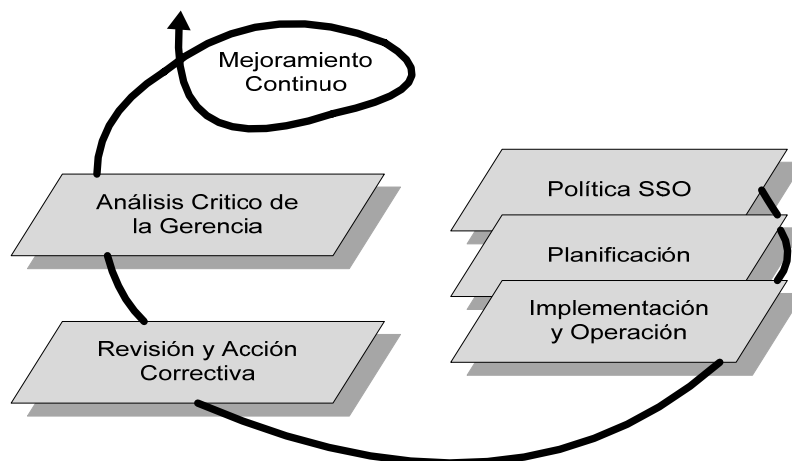 Mejoramiento
Continuo
Análisis Critico de
la Gerencia
Revisión y Acción
Correctiva
Política SSO
Planificación
Implementación
y Operación